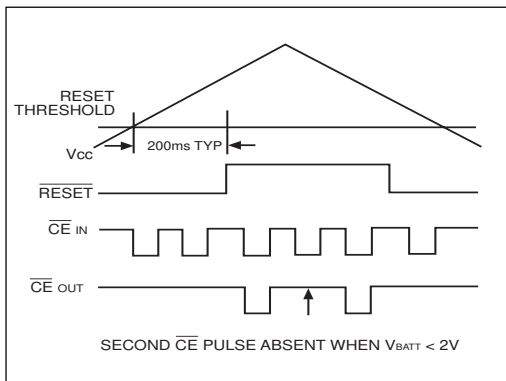 RESET
THRESHOLD
Vcc
200ms TYP
RESET
CE IN
CE OUT
SECOND CE PULSE ABSENT WHEN VBATT < 2V